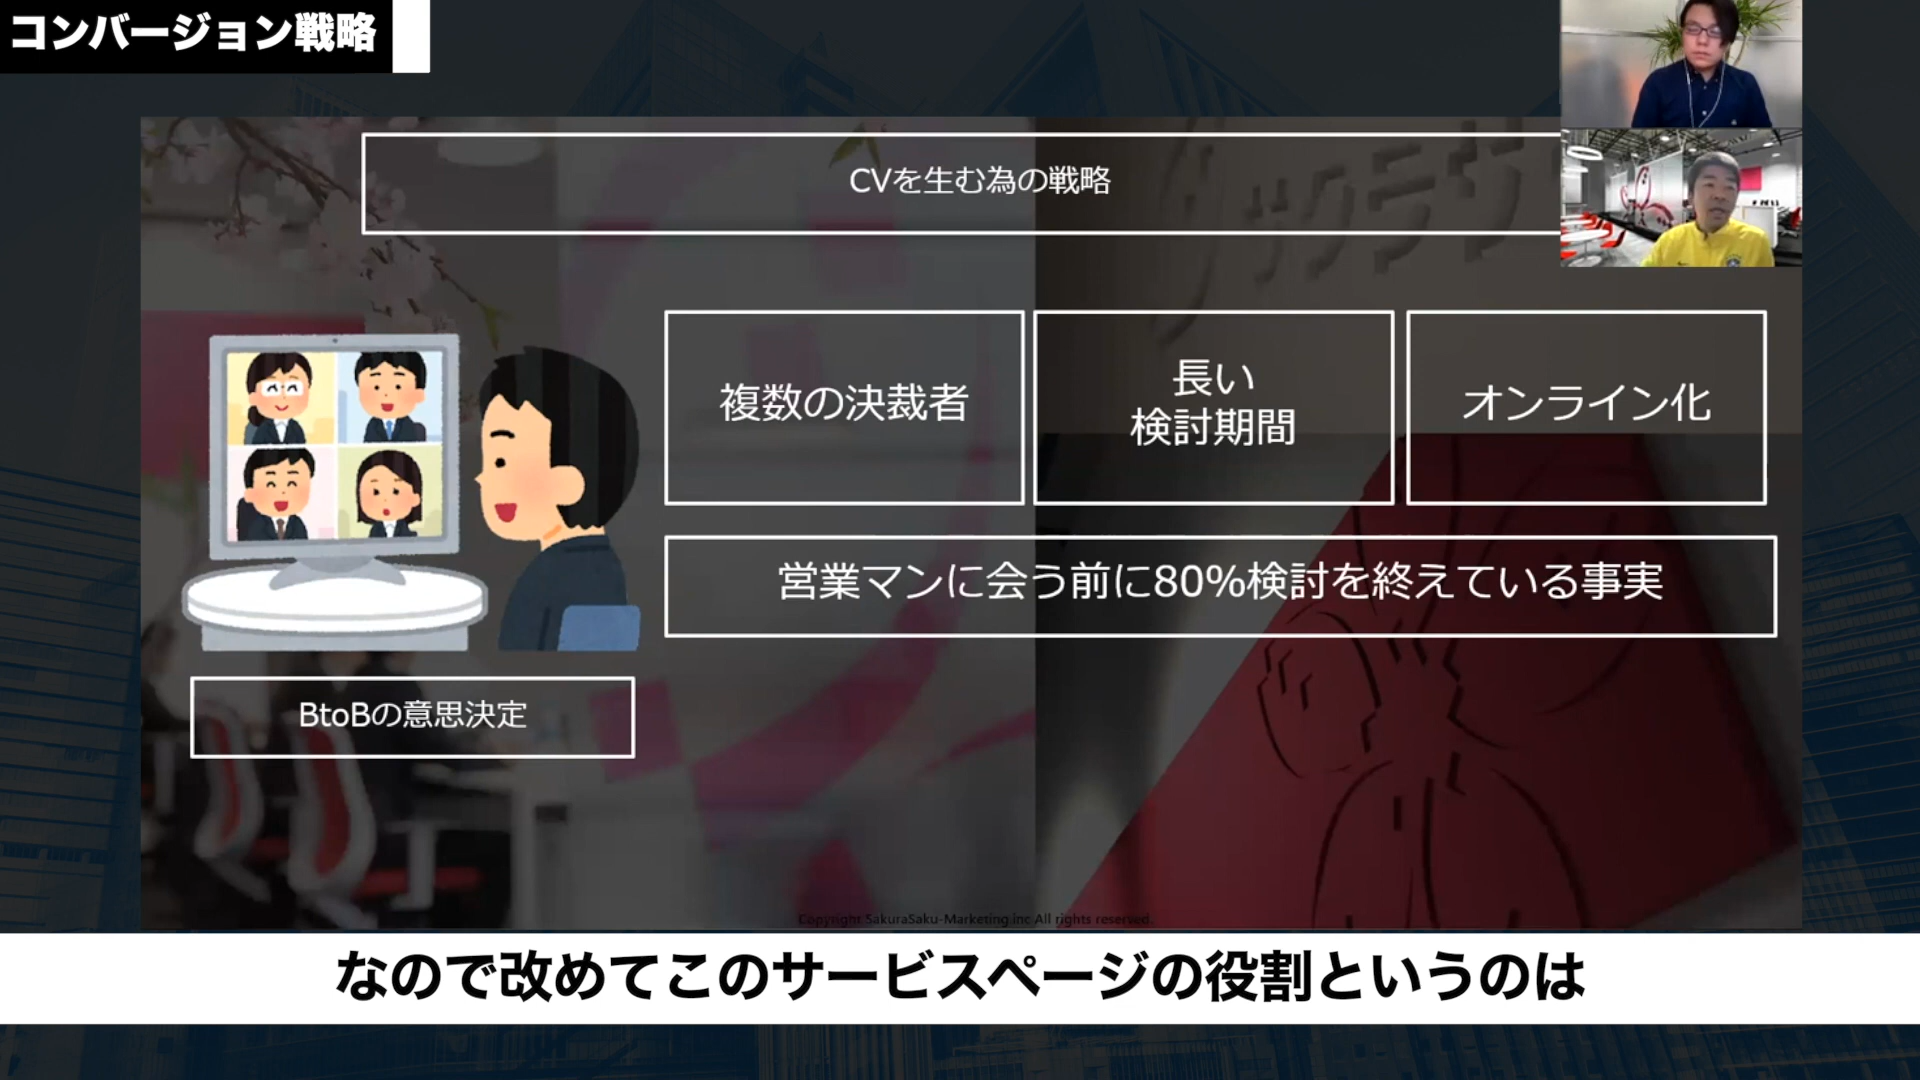 コンバージョン戦略
CVを生む為の戦略
複数の決裁者
長い
検討期間
オンライン化
営業マンに会う前に80%検討を終えている事実
BtoBの意思決定
Copyright SakuraSaku-Marketing.inc All rights reserved.
なので改めてこのサービスページの役割というのは